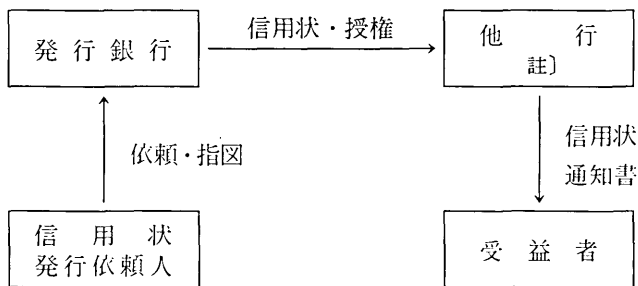 信用状・授権
発行銀行
他行
註〕
依頼・指図
信用状
通知書
信用状
発行依頼人
受益者